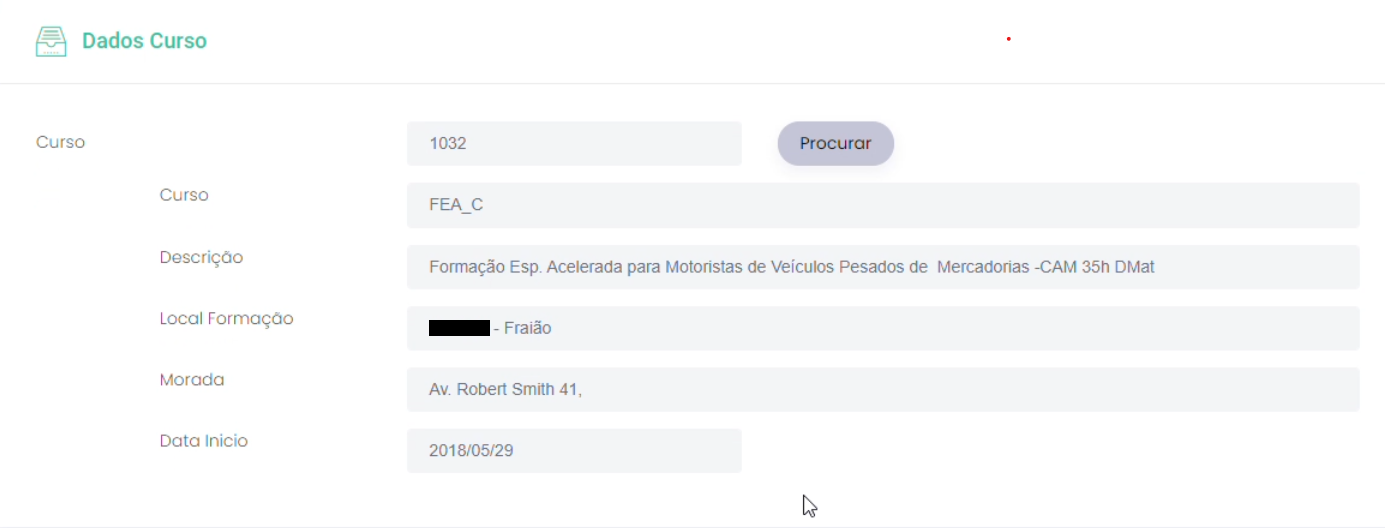 Dados Curso
Curso 1032 Procurar
Curso FEA_C
Descrição Formação Esp. Acelerada para Motoristas de Veículos Pesados de  Mercadorias -CAM 35h DMat
Local Formação - Fraião
Morada Av. Robert Smith 41,
Data Inicio 2018/05/29